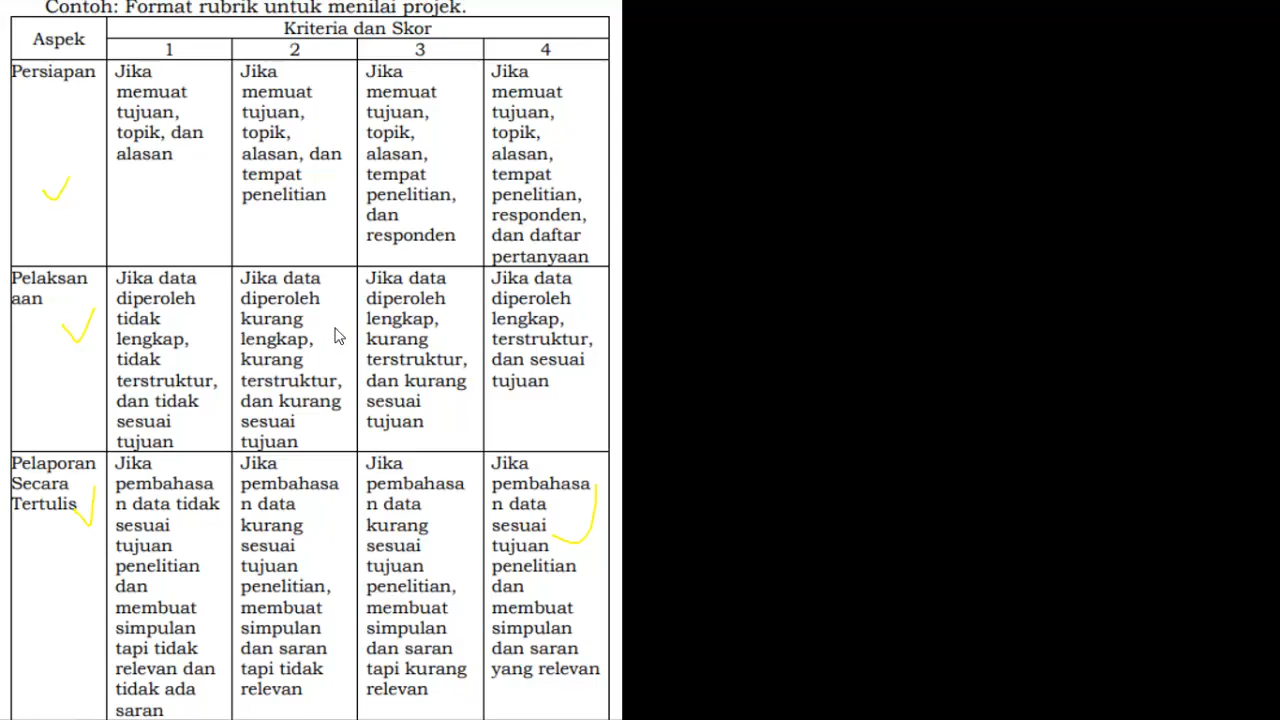 Contoh: Format rubrik untuk menilai projek.
Aspek
Kriteria dan Skor
1
2
3
4
Persiapan
Jika
memuat
tujuan,
topik, dan
alasan
Jika
memuat
tujuan,
topik,
alasan, dan
tempat
penelitian
Jika
memuat
tujuan,
topik,
alasan,
tempat
penelitian,
dan
responden
Jika
memuat
tujuan,
topik,
alasan,
tempat
penelitian,
responden,
dan daftar
pertanyaan
Pelaksan
aan
Jika data
diperoleh
tidak
lengkap,
tidak
terstruktur,
dan tidak
sesuai
tujuan
Jika data
diperoleh
kurang
lengkap,
kurang
terstruktur,
dan kurang
sesuai
tujuan
Jika data
diperoleh
lengkap,
kurang
terstruktur,
dan kurang
sesuai
tujuan
Jika data
diperoleh
lengkap,
terstruktur,
dan sesuai
tujuan
Pelaporan
Secara
Tertulis
Jika
pembahasa
n data tidak
sesuai
tujuan
penelitian
dan
membuat
simpulan
tapi tidak
relevan dan
tidak ada
saran
Jika
pembahasa
n data
kurang
sesuai
tujuan
penelitian,
membuat
simpulan
dan saran
tapi tidak
relevan
Jika
pembahasa
n data
kurang
sesuai
tujuan
penelitian,
membuat
simpulan
dan saran
tapi kurang
relevan
Jika
pembahasa
n data
sesuai
tujuan
penelitian
dan
membuat
simpulan
dan saran
yang relevan